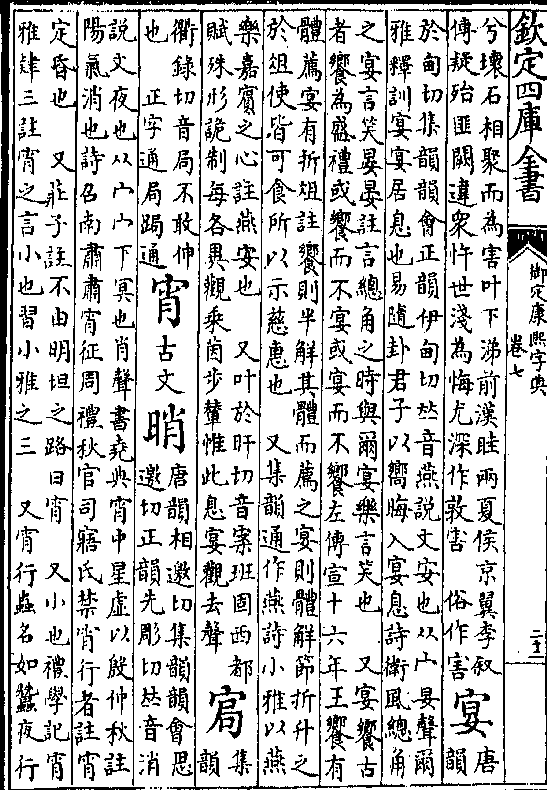 欽定四庫全書
御定康熙字典
卷七
兮壞石相聚而為害叶下涕前漢眭兩夏侯京翼李叙
傳疑殆匪闕違衆忤世淺為悔尤深作敦害 俗作害
宴
唐
韻
於甸切集韻韻會正韻伊甸切𠀤音燕説文安也从宀妟聲爾
雅釋訓宴宴居息也易隨卦君子以嚮晦入宴息詩衛風總角
之宴言笑晏晏註言總角之時與爾宴樂言笑也 又宴饗古
者饗為盛禮或饗而不宴或宴而不饗左傳宣十六年王饗有
體薦宴有折俎註饗則半解其體而薦之宴則體解節折升之
於俎使皆可食所以示慈惠也 又集韻通作燕詩小雅以燕
樂嘉賓之心註燕安也 又叶於旰切音案班固西都
賦殊形詭制每各異觀乘茵步輦惟此息宴觀去聲
集
韻
衢錄切音局不敢伸
也 正字通局跼通
宵
古文
唐韻相邀切集韻韻會思
邀切正韻先彫切𠀤音消
説文夜也从宀宀下冥也肖聲書堯典宵中星虛以殷仲秋註
陽氣消也詩召南肅肅宵征周禮秋官司寤氏禁宵行者註宵
定昏也 又莊子註不由明坦之路曰宵 又小也禮學記宵
雅肄三註宵之言小也習小雅之三 又宵行蟲名如蠶夜行